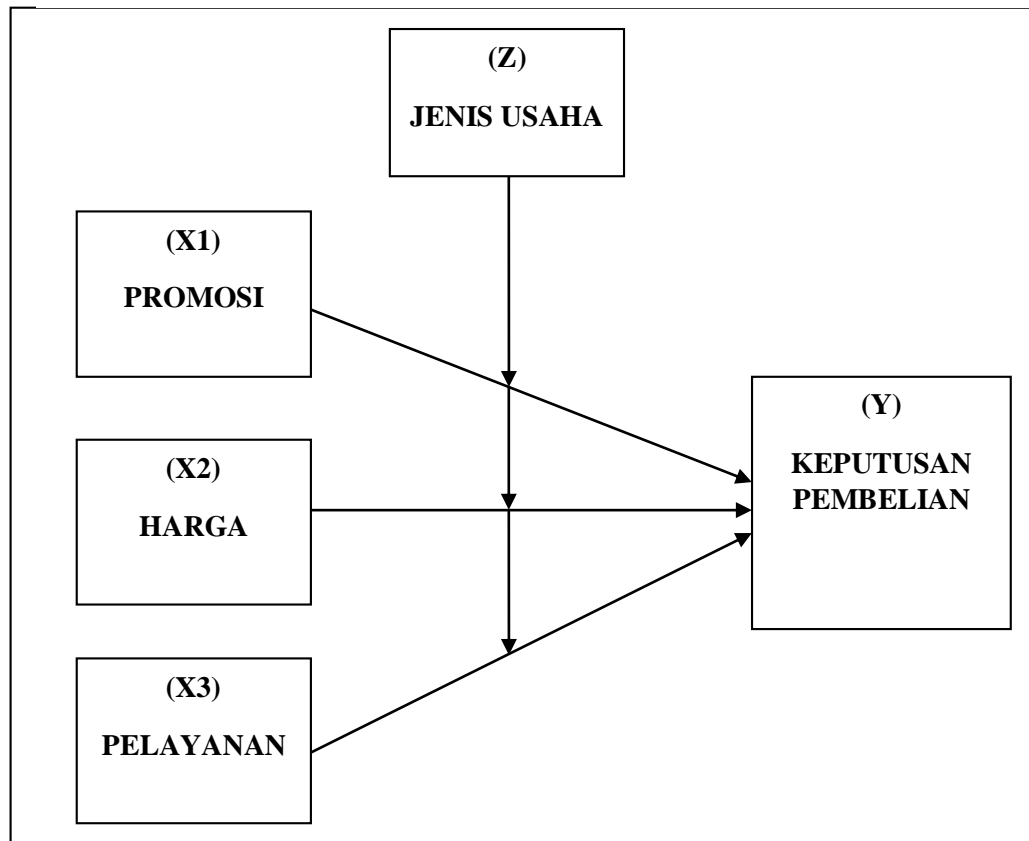 (Z)
JENIS USAHA
(X1)
PROMOSI
(X2)
HARGA
(X3)
PELAYANAN
(Y)
KEPUTUSAN
PEMBELIAN